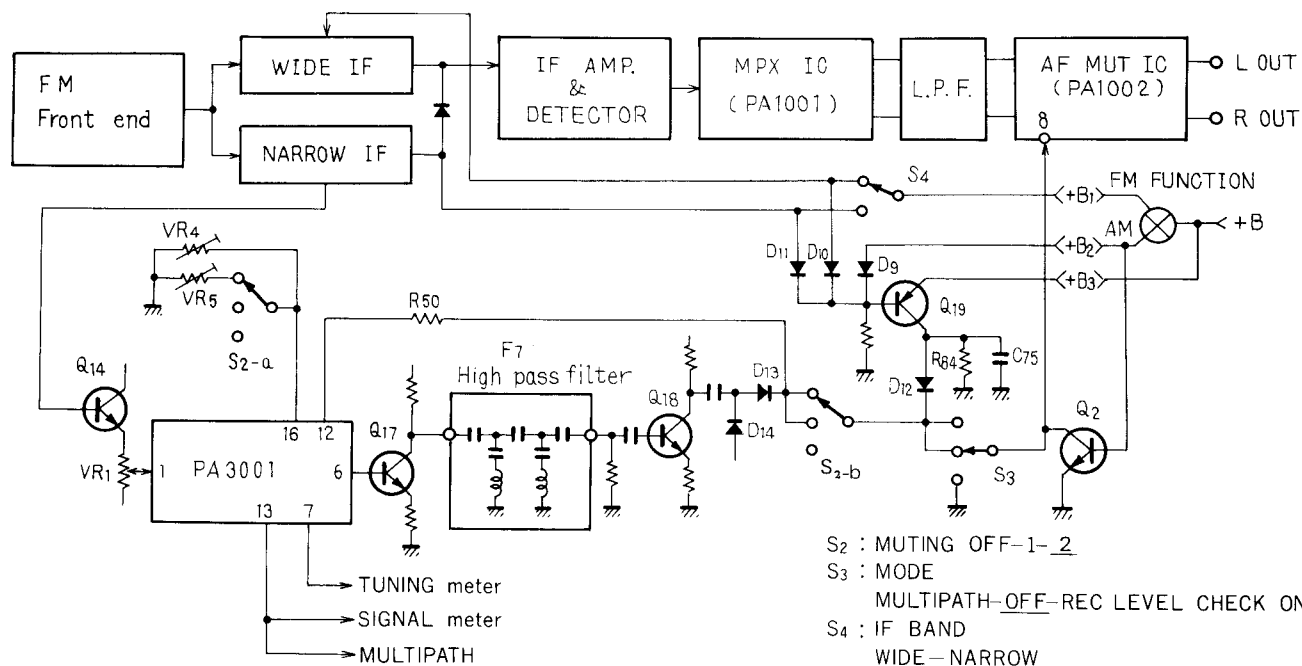 FM
Front end
WIDE IF
NARROW IF
IF AMP.
&
DETECTOR
MPX IC
(PA1001)
L.P.F.
AF MUT IC
(PA1002)
8
L OUT
R OUT
S4
FM FUNCTION
+B1
AM
+B
+B2
+B3
D11
D10
D9
Q19
VR4
VR5
S2-a
R50
F7
High pass filter
Q14
VR1
16
12
1
PA3001
6
13
7
Q17
Q18
D13
D14
S2-b
D12
R84
C75
S3
Q2
TUNING meter
SIGNAL meter
MULTIPATH
S2 : MUTING OFF-1-2
S3 : MODE
MULTIPATH-OFF-REC LEVEL CHECK ON
S4 : IF BAND
WIDE-NARROW